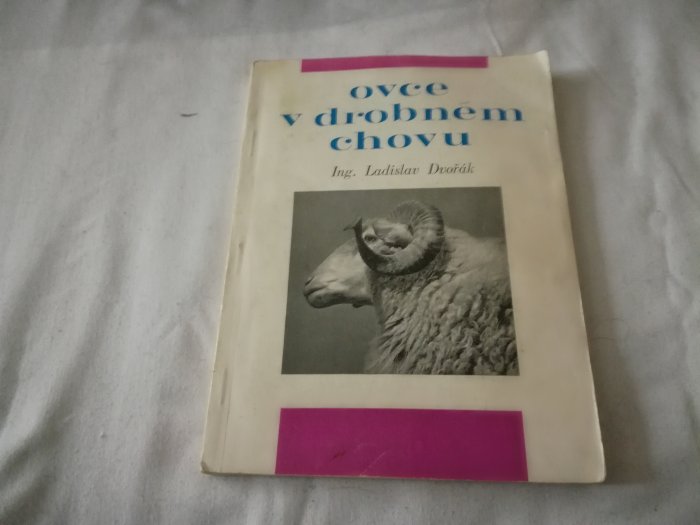 ovce
v drobném
chovu
Ing. Ladislav Dvořák